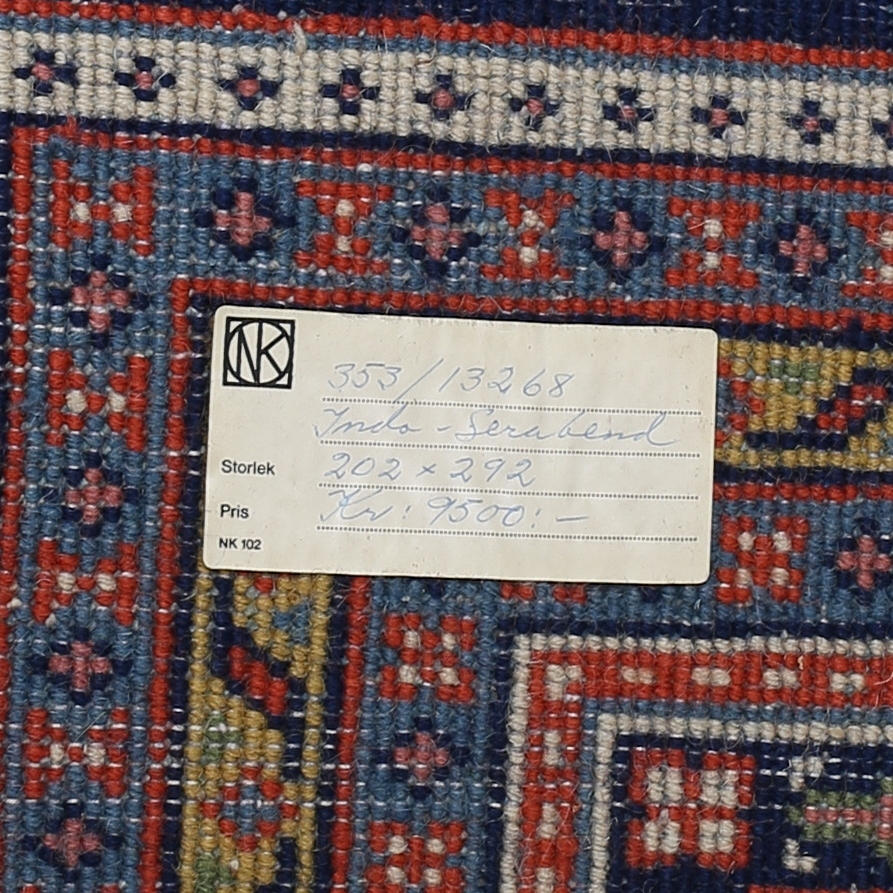 NK
353/13268
Indo-Serabend
Storlek 202 x 292
Pris Kr: 9500:-
NK 102